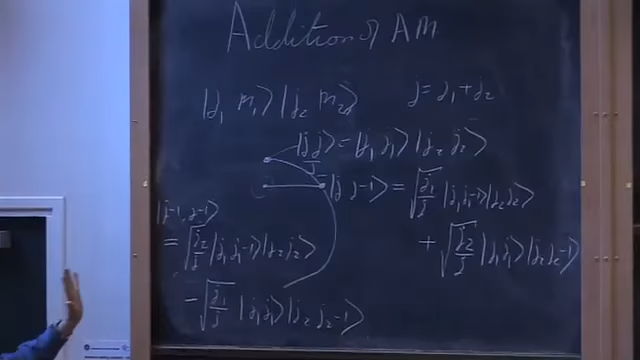 Addition of AM
|j₁ m₁⟩|j₂ m₂⟩ j = j₁+j₂
|j j⟩ = |j₁ j₁⟩|j₂ j₂⟩
|j j-1⟩ = √(j₁/j) |j₁ j₁-1⟩|j₂ j₂⟩
+ √(j₂/j) |j₁ j₁⟩|j₂ j₂-1⟩
|j-1, j-1⟩
= √(j₂/j) |j₁ j₁-1⟩|j₂ j₂⟩
- √(j₁/j) |j₁ j₁⟩|j₂ j₂-1⟩